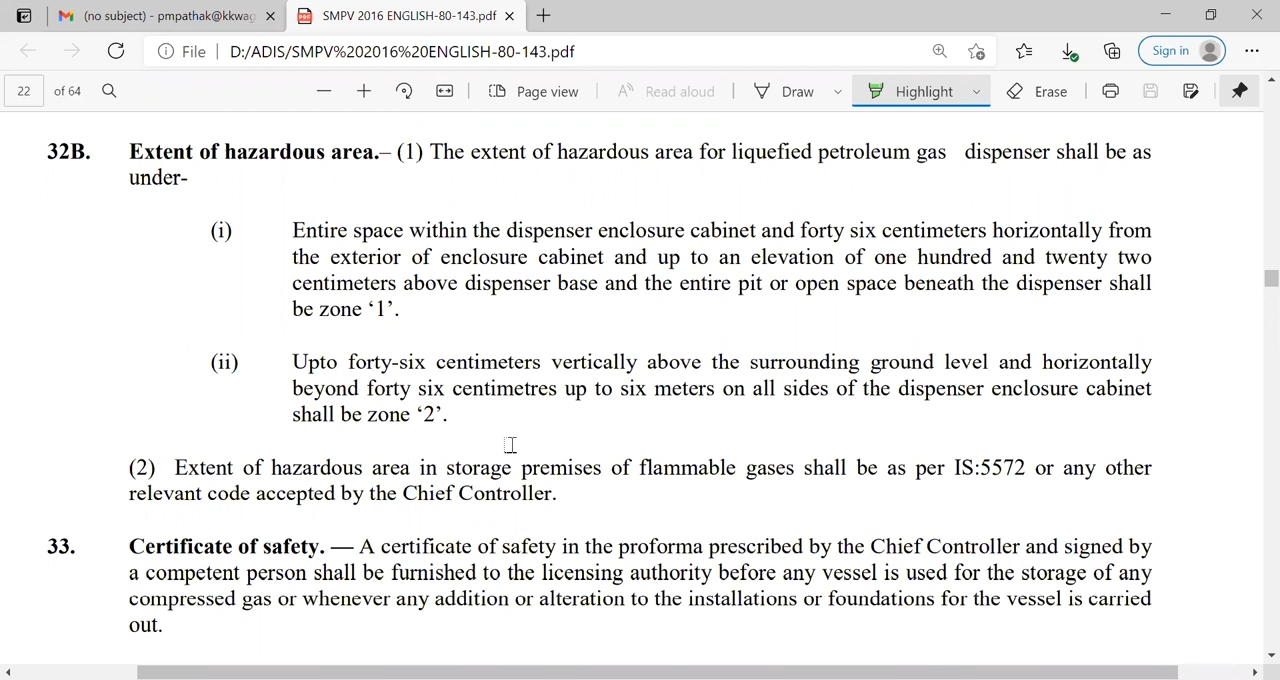 (no subject) - pmpathak@kkwag
SMPV 2016 ENGLISH-80-143.pdf
File D:/ADIS/SMPV%202016%20ENGLISH-80-143.pdf Sign in
22 of 64 Page view Read aloud Draw Highlight Erase
32B. Extent of hazardous area.– (1) The extent of hazardous area for liquefied petroleum gas dispenser shall be as
under-
(i) Entire space within the dispenser enclosure cabinet and forty six centimeters horizontally from
the exterior of enclosure cabinet and up to an elevation of one hundred and twenty two
centimeters above dispenser base and the entire pit or open space beneath the dispenser shall
be zone ‘1’.
(ii) Upto forty-six centimeters vertically above the surrounding ground level and horizontally
beyond forty six centimetres up to six meters on all sides of the dispenser enclosure cabinet
shall be zone ‘2’.
(2) Extent of hazardous area in storage premises of flammable gases shall be as per IS:5572 or any other
relevant code accepted by the Chief Controller.
33. Certificate of safety. — A certificate of safety in the proforma prescribed by the Chief Controller and signed by
a competent person shall be furnished to the licensing authority before any vessel is used for the storage of any
compressed gas or whenever any addition or alteration to the installations or foundations for the vessel is carried
out.